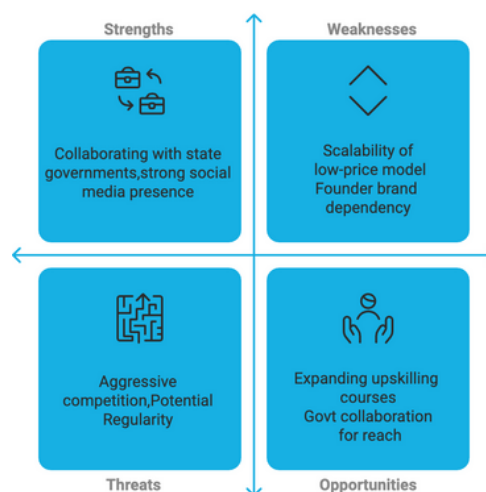 Strengths
Weaknesses
Collaborating with state
governments,strong social
media presence
Scalability of
low-price model
Founder brand
dependency
Aggressive
competition,Potential
Regularity
Expanding upskilling
courses
Govt collaboration
for reach
Threats
Opportunities